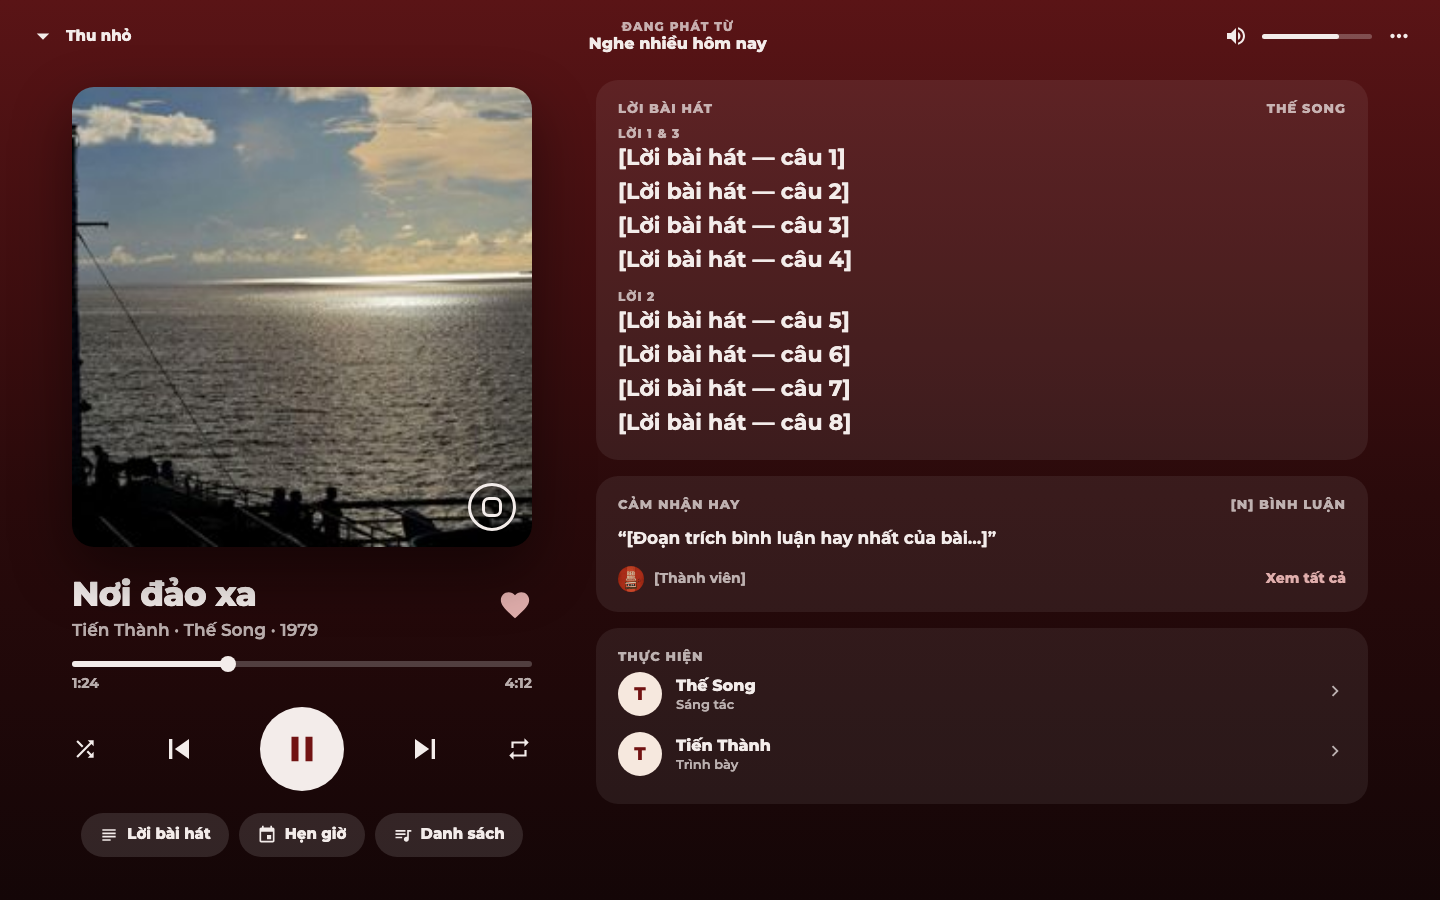 Thu nhỏ
ĐANG PHÁT TỪ
Nghe nhiều hôm nay
Nơi đảo xa
Tiến Thành · Thế Song · 1979
1:24
4:12
Lời bài hát
Hẹn giờ
Danh sách
LỜI BÀI HÁT
THẾ SONG
LỜI 1 & 3
[Lời bài hát — câu 1]
[Lời bài hát — câu 2]
[Lời bài hát — câu 3]
[Lời bài hát — câu 4]
LỜI 2
[Lời bài hát — câu 5]
[Lời bài hát — câu 6]
[Lời bài hát — câu 7]
[Lời bài hát — câu 8]
CẢM NHẬN HAY
[N] BÌNH LUẬN
“[Đoạn trích bình luận hay nhất của bài...]”
[Thành viên]
Xem tất cả
THỰC HIỆN
T
Thế Song
Sáng tác
T
Tiến Thành
Trình bày